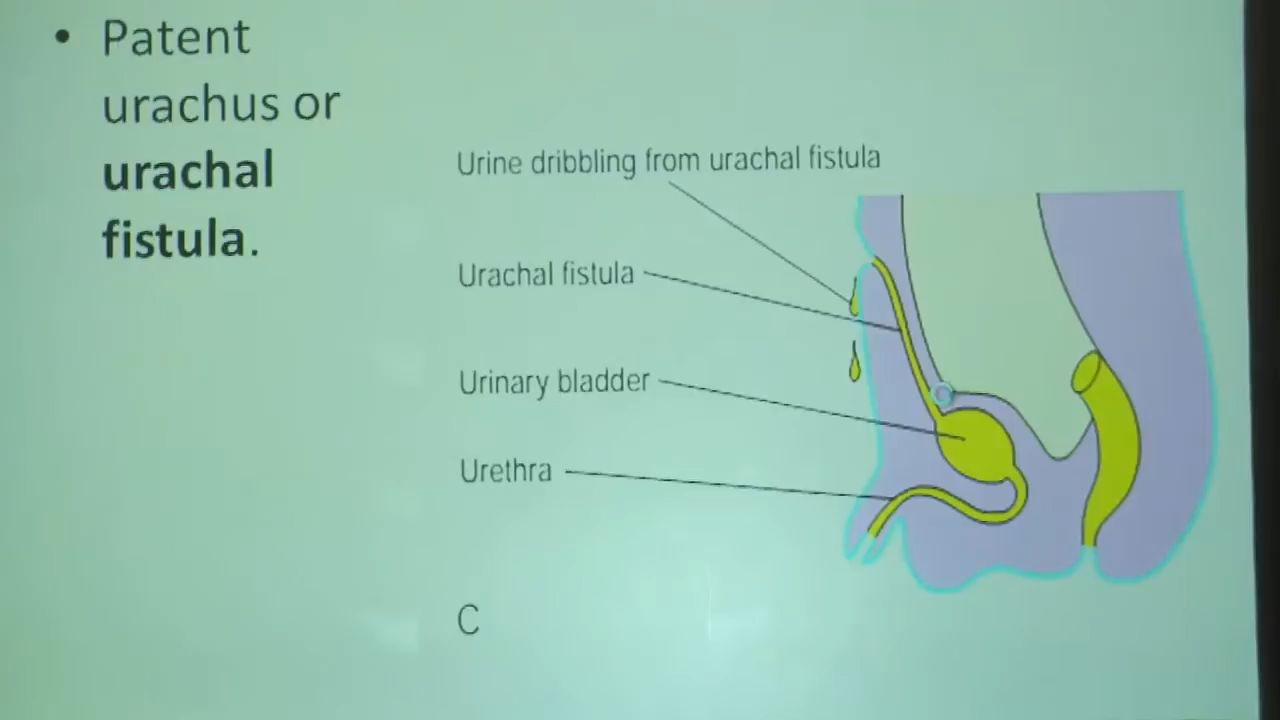 • Patent
urachus or
urachal
fistula.
Urine dribbling from urachal fistula
Urachal fistula
Urinary bladder
Urethra
C